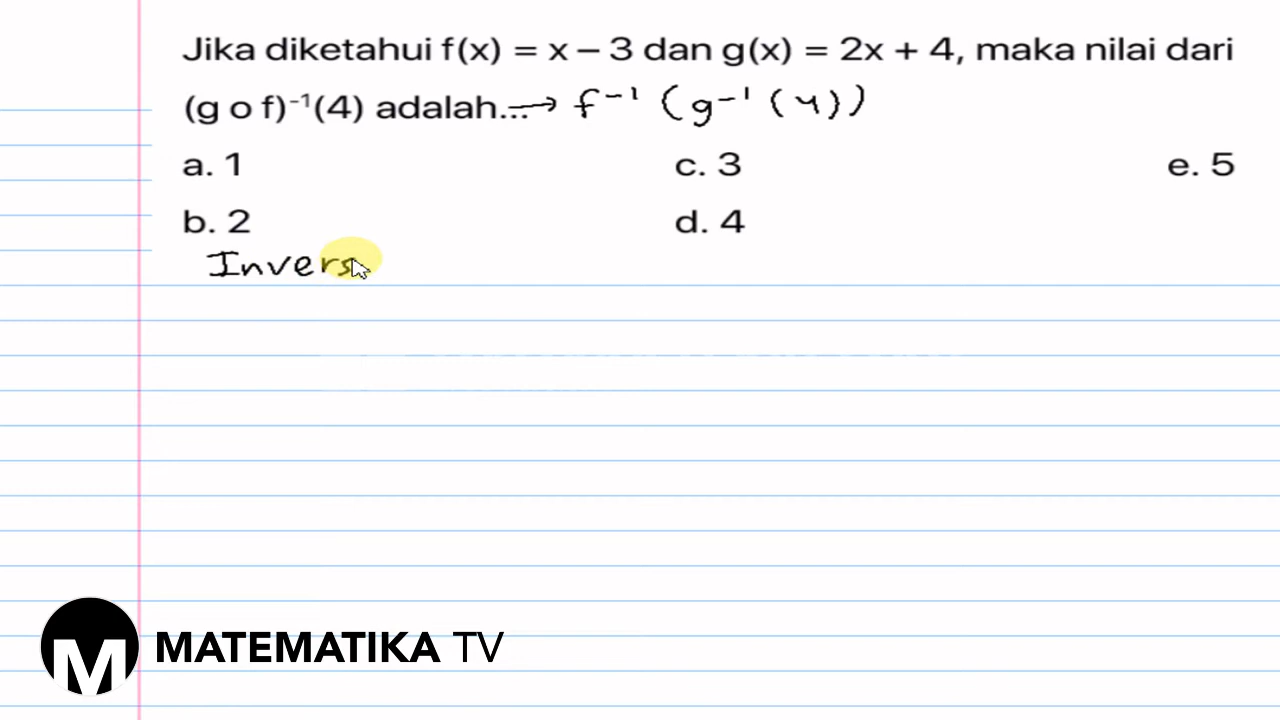 Jika diketahui f(x) = x – 3 dan g(x) = 2x + 4, maka nilai dari
(g o f)⁻¹(4) adalah... → f⁻¹ (g⁻¹ (4))
a. 1 c. 3 e. 5
b. 2 d. 4
Invers
M MATEMATIKA TV